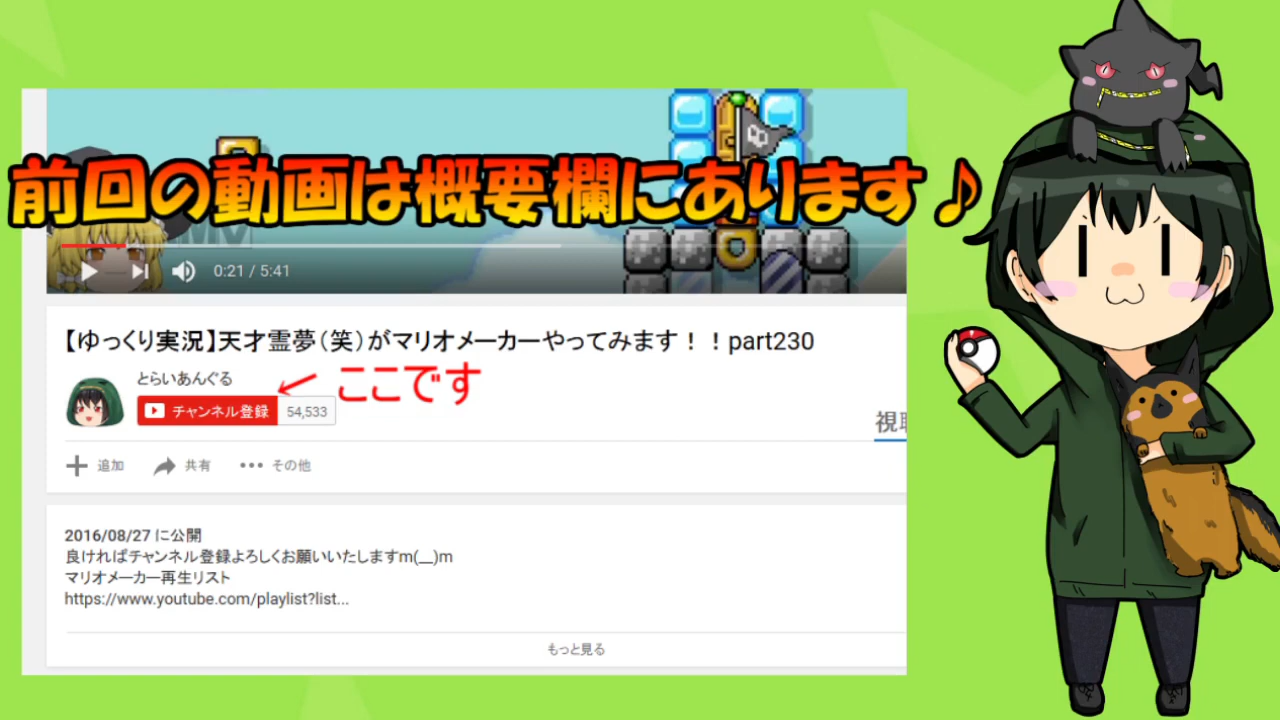 前回の動画は概要欄にあります♪
0:21 / 5:41
【ゆっくり実況】天才霊夢（笑）がマリオメーカーやってみます！！part230
とらいあんぐる
ここです
チャンネル登録 54,533
視聴
追加 共有 その他
2016/08/27 に公開
良ければチャンネル登録よろしくお願いいたしますm(__)m
マリオメーカー再生リスト
https://www.youtube.com/playlist?list...
もっと見る